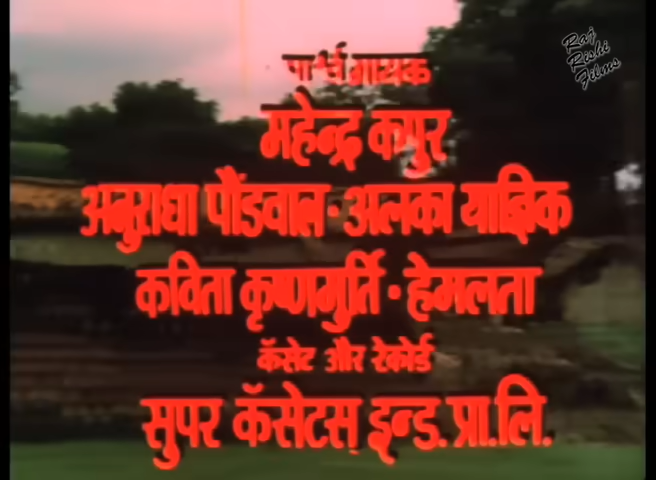 Raj
Rishi
Films
पार्श्व गायक
महेन्द्र कपुर
अनुराधा पौंडवाल · अलका याज्ञिक
कविता कृष्णमुर्ति · हेमलता
कॅसेट और रेकोर्ड
सुपर कॅसेटस् इन्ड. प्रा.लि.